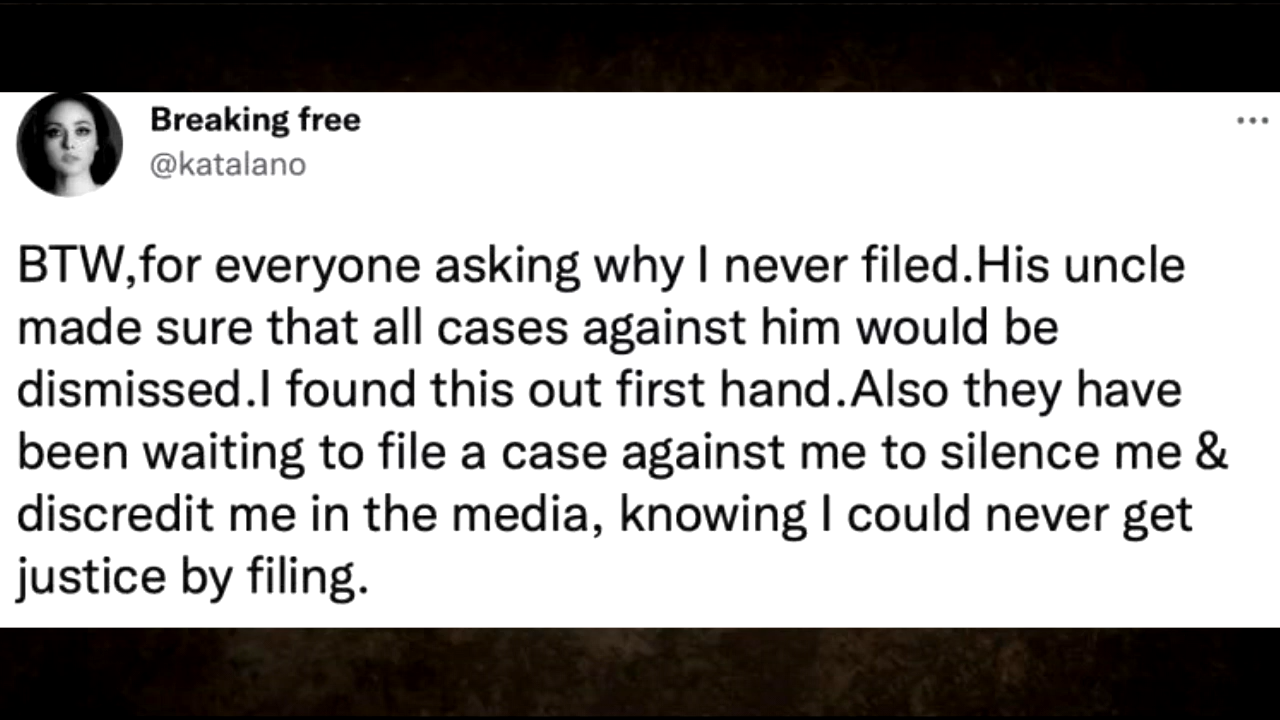 Breaking free
@katalano
BTW,for everyone asking why I never filed.His uncle
made sure that all cases against him would be
dismissed.I found this out first hand.Also they have
been waiting to file a case against me to silence me &
discredit me in the media, knowing I could never get
justice by filing.